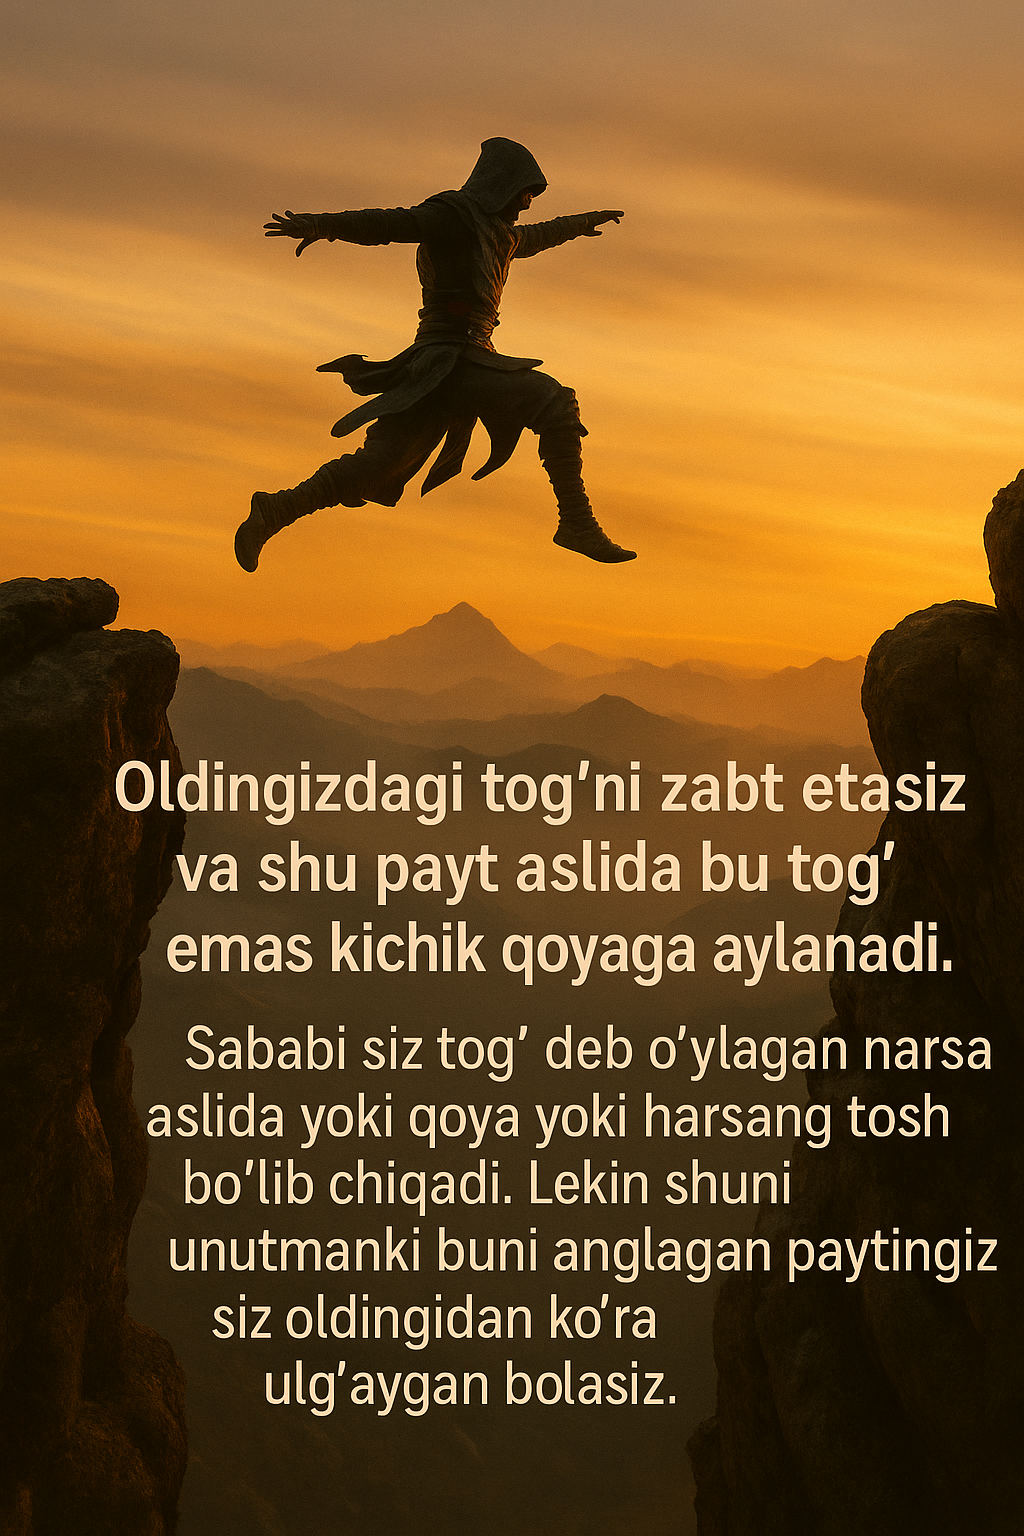 Oldingizdagi tog’ni zabt etasiz
va shu payt aslida bu tog’
emas kichik qoyaga aylanadi.
Sababi siz tog’ deb o’ylagan narsa
aslida yoki qoya yoki harsang tosh
bo’lib chiqadi. Lekin shuni
unutmanki buni anglagan paytingiz
siz oldingidan ko’ra
ulg’aygan bolasiz.